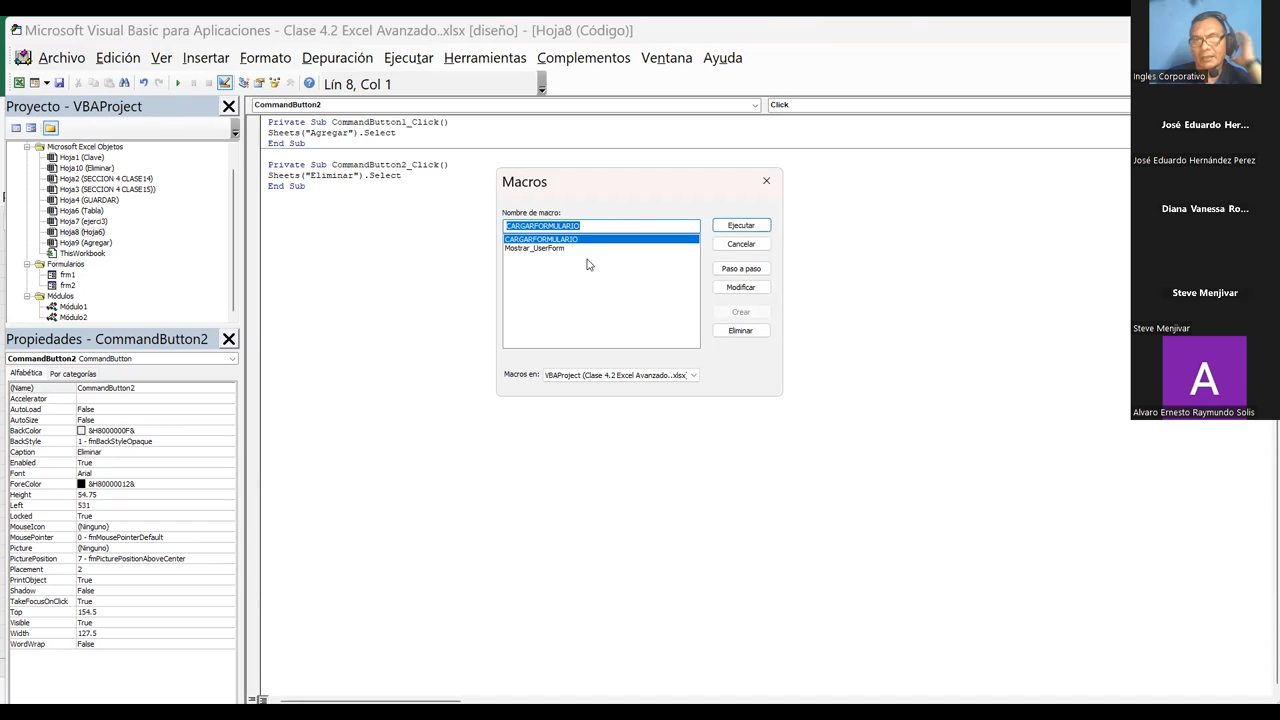 Microsoft Visual Basic para Aplicaciones - Clase 4.2 Excel Avanzado..xlsx [diseño] - [Hoja8 (Código)]
Archivo Edición Ver Insertar Formato Depuración Ejecutar Herramientas Complementos Ventana Ayuda
Lín 8, Col 1
Proyecto - VBAProject
Microsoft Excel Objetos
Hoja1 (Clave)
Hoja10 (Eliminar)
Hoja2 (SECCION 4 CLASE14)
Hoja3 (SECCION 4 CLASE15))
Hoja4 (GUARDAR)
Hoja6 (Tabla)
Hoja7 (ejerci3)
Hoja8 (Hoja6)
Hoja9 (Agregar)
ThisWorkbook
Formularios
frm1
frm2
Módulos
Módulo1
Módulo2
Propiedades - CommandButton2
CommandButton2 CommandButton
Alfabética Por categorías
(Name) CommandButton2
Accelerator
AutoLoad False
AutoSize False
BackColor &H8000000F&
BackStyle 1 - fmBackStyleOpaque
Caption Eliminar
Enabled True
Font Arial
ForeColor &H80000012&
Height 54.75
Left 531
Locked True
MouseIcon (Ninguno)
MousePointer 0 - fmMousePointerDefault
Picture (Ninguno)
PicturePosition 7 - fmPicturePositionAboveCenter
Placement 2
PrintObject True
Shadow False
TakeFocusOnClick True
Top 154.5
Visible True
Width 127.5
WordWrap False
CommandButton2 Click
Private Sub CommandButton1_Click()
Sheets("Agregar").Select
End Sub
Private Sub CommandButton2_Click()
Sheets("Eliminar").Select
End Sub
Macros
Nombre de macro:
CARGARFORMULARIO
CARGARFORMULARIO
Mostrar_UserForm
Ejecutar
Cancelar
Paso a paso
Modificar
Crear
Eliminar
Macros en: VBAProject (Clase 4.2 Excel Avanzado..xlsx)
Ingles Corporativo
José Eduardo Her...
José Eduardo Hernández Perez
Diana Vanessa Ro...
Steve Menjivar
Steve Menjivar
A
Alvaro Ernesto Raymundo Solis